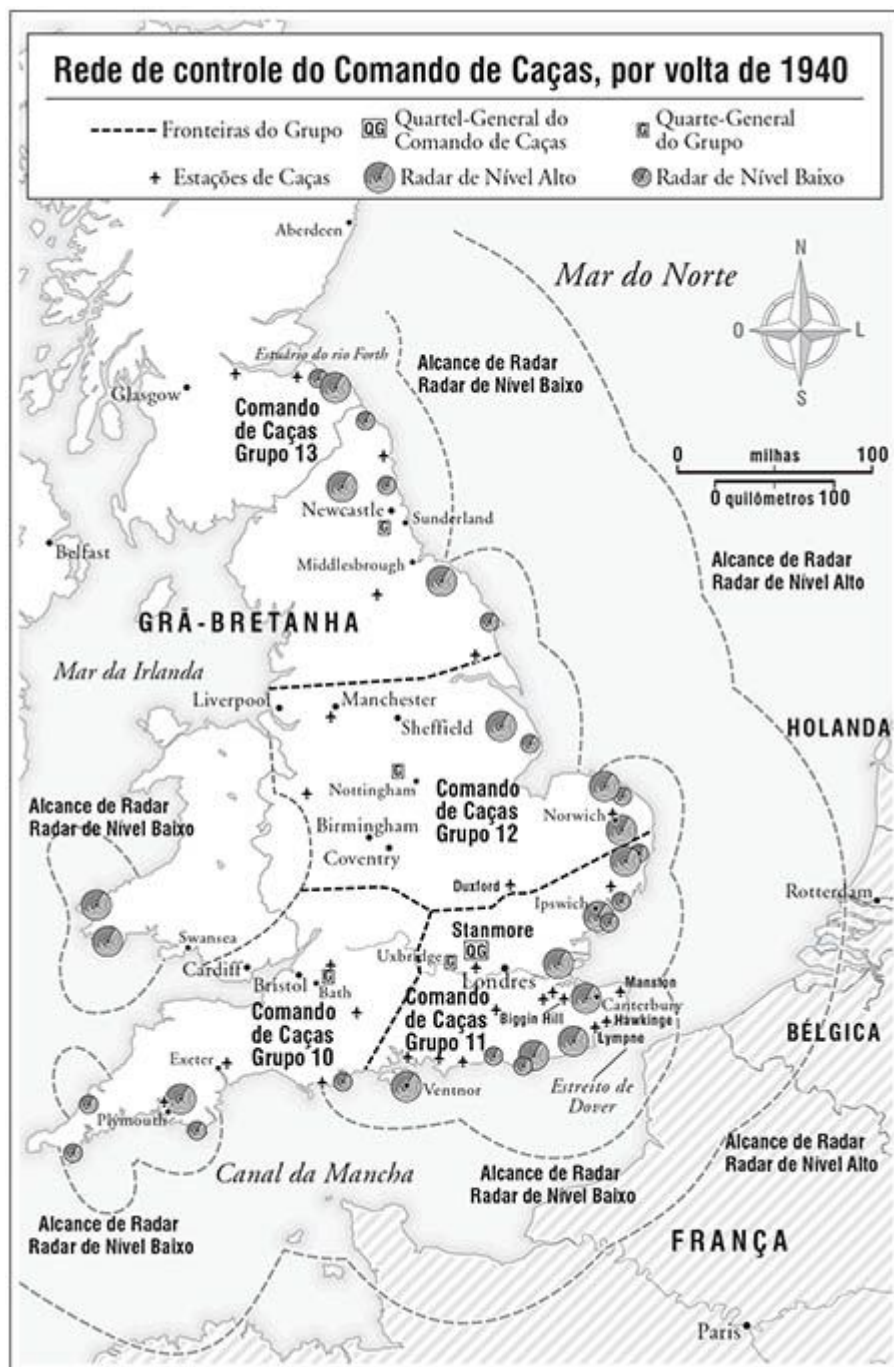 Rede de controle do Comando de Caças, por volta de 1940
Fronteiras do Grupo
QG
Quartel-General do
Comando de Caças
G
Quarte-General
do Grupo
Estações de Caças
Radar de Nível Alto
Radar de Nível Baixo
Aberdeen
Mar do Norte
N
O
L
S
Estuário do rio Forth
Alcance de Radar
Radar de Nível Baixo
Glasgow
Comando
de Caças
Grupo 13
0 milhas 100
0 quilômetros 100
Newcastle
Sunderland
G
Belfast
Middlesbrough
Alcance de Radar
Radar de Nível Alto
GRÃ-BRETANHA
Mar da Irlanda
Liverpool
Manchester
Sheffield
HOLANDA
G
Nottingham
Comando
de Caças
Grupo 12
Alcance de Radar
Radar de Nível Baixo
Norwich
Birmingham
Coventry
Duxford
Ipswich
Rotterdam
Stanmore
Swansea
Uxbridge
G
QG
Cardiff
Bristol
G
Bath
Londres
Manston
Canterbury
Biggin Hill
Hawkinge
Lympne
Comando
de Caças
Grupo 10
Comando
de Caças
Grupo 11
BÉLGICA
Exeter
Ventnor
Estreito de
Dover
Plymouth
Canal da Mancha
Alcance de Radar
Radar de Nível Baixo
Alcance de Radar
Radar de Nível Alto
Alcance de Radar
Radar de Nível Baixo
FRANÇA
Paris